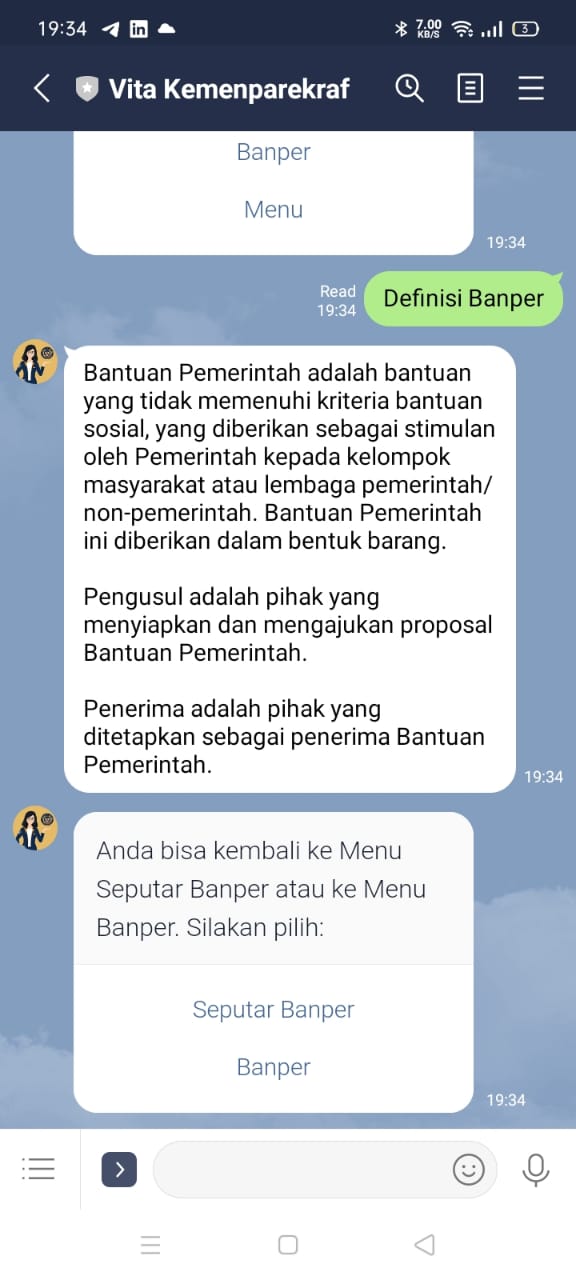 19:34
7.00
KB/S
3
Vita Kemenparekraf
Banper
Menu
19:34
Read
19:34
Definisi Banper
Bantuan Pemerintah adalah bantuan
yang tidak memenuhi kriteria bantuan
sosial, yang diberikan sebagai stimulan
oleh Pemerintah kepada kelompok
masyarakat atau lembaga pemerintah/
non-pemerintah. Bantuan Pemerintah
ini diberikan dalam bentuk barang.
Pengusul adalah pihak yang
menyiapkan dan mengajukan proposal
Bantuan Pemerintah.
Penerima adalah pihak yang
ditetapkan sebagai penerima Bantuan
Pemerintah.
19:34
Anda bisa kembali ke Menu
Seputar Banper atau ke Menu
Banper. Silakan pilih:
Seputar Banper
Banper
19:34